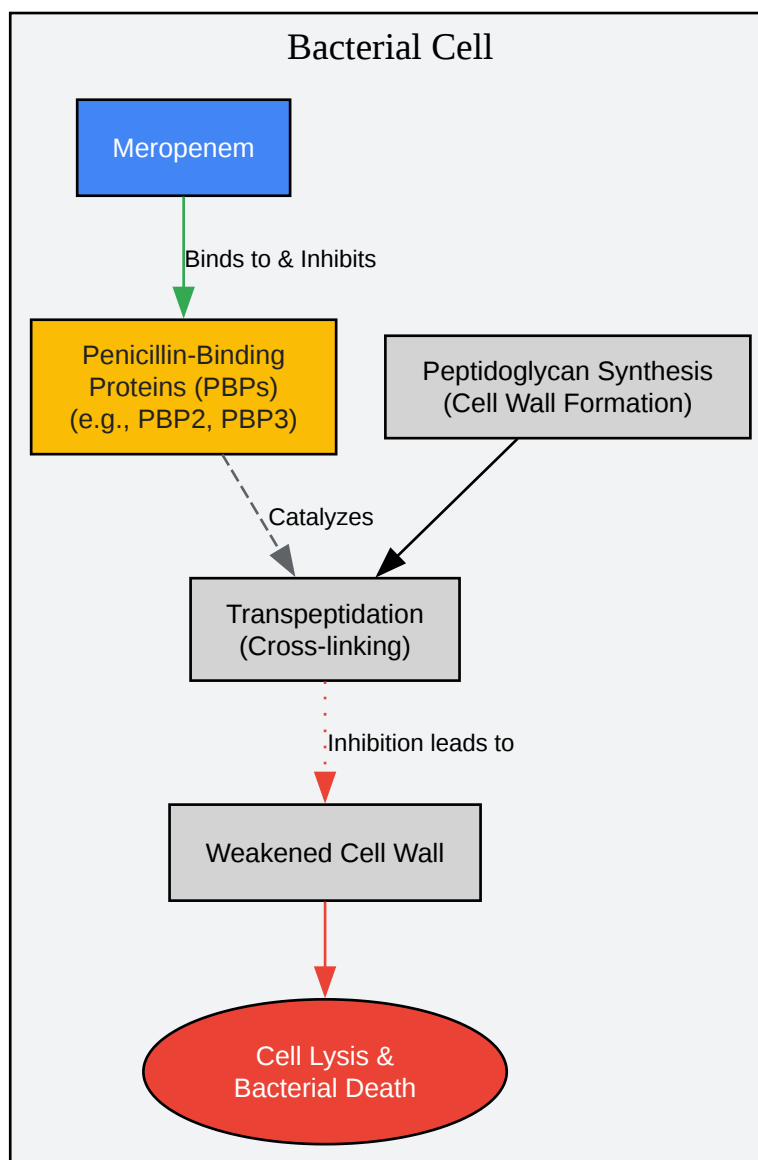 Bacterial Cell
Meropenem
Binds to & Inhibits
Penicillin-Binding
Proteins (PBPs)
(e.g., PBP2, PBP3)
Peptidoglycan Synthesis
(Cell Wall Formation)
Catalyzes
Transpeptidation
(Cross-linking)
Inhibition leads to
Weakened Cell Wall
Cell Lysis &
Bacterial Death